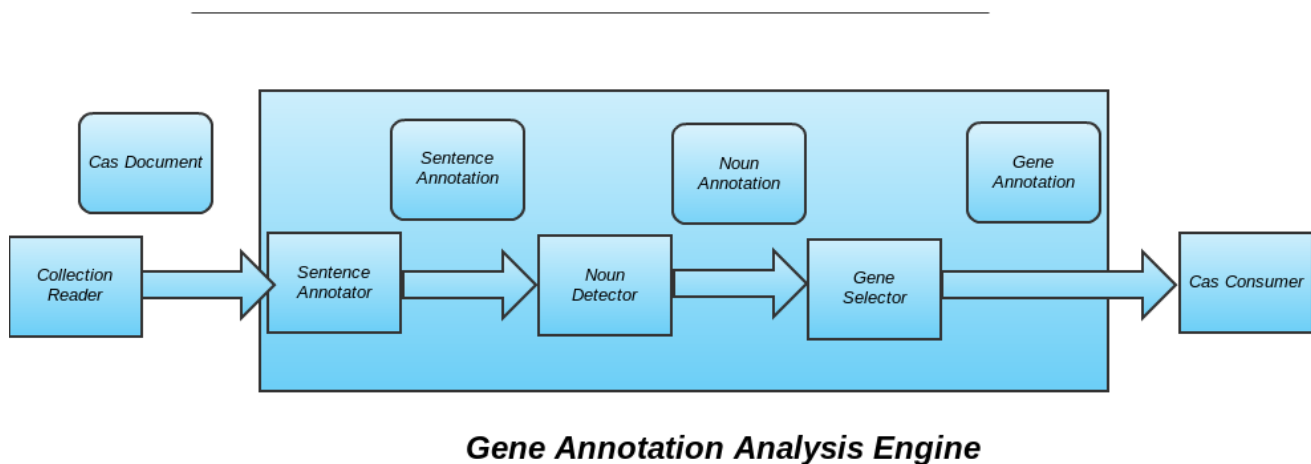 Cas Document
Sentence
Annotation
Noun
Annotation
Gene
Annotation
Collection
Reader
Sentence
Annotator
Noun
Detector
Gene
Selector
Cas Consumer
Gene Annotation Analysis Engine